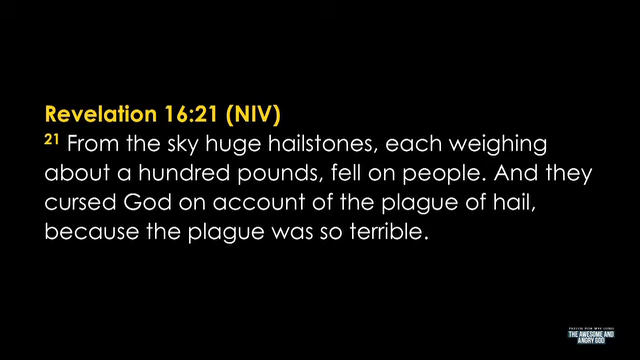 Revelation 16:21 (NIV)
21 From the sky huge hailstones, each weighing
about a hundred pounds, fell on people. And they
cursed God on account of the plague of hail,
because the plague was so terrible.
THE AWESOME AND
ANGRY GOD